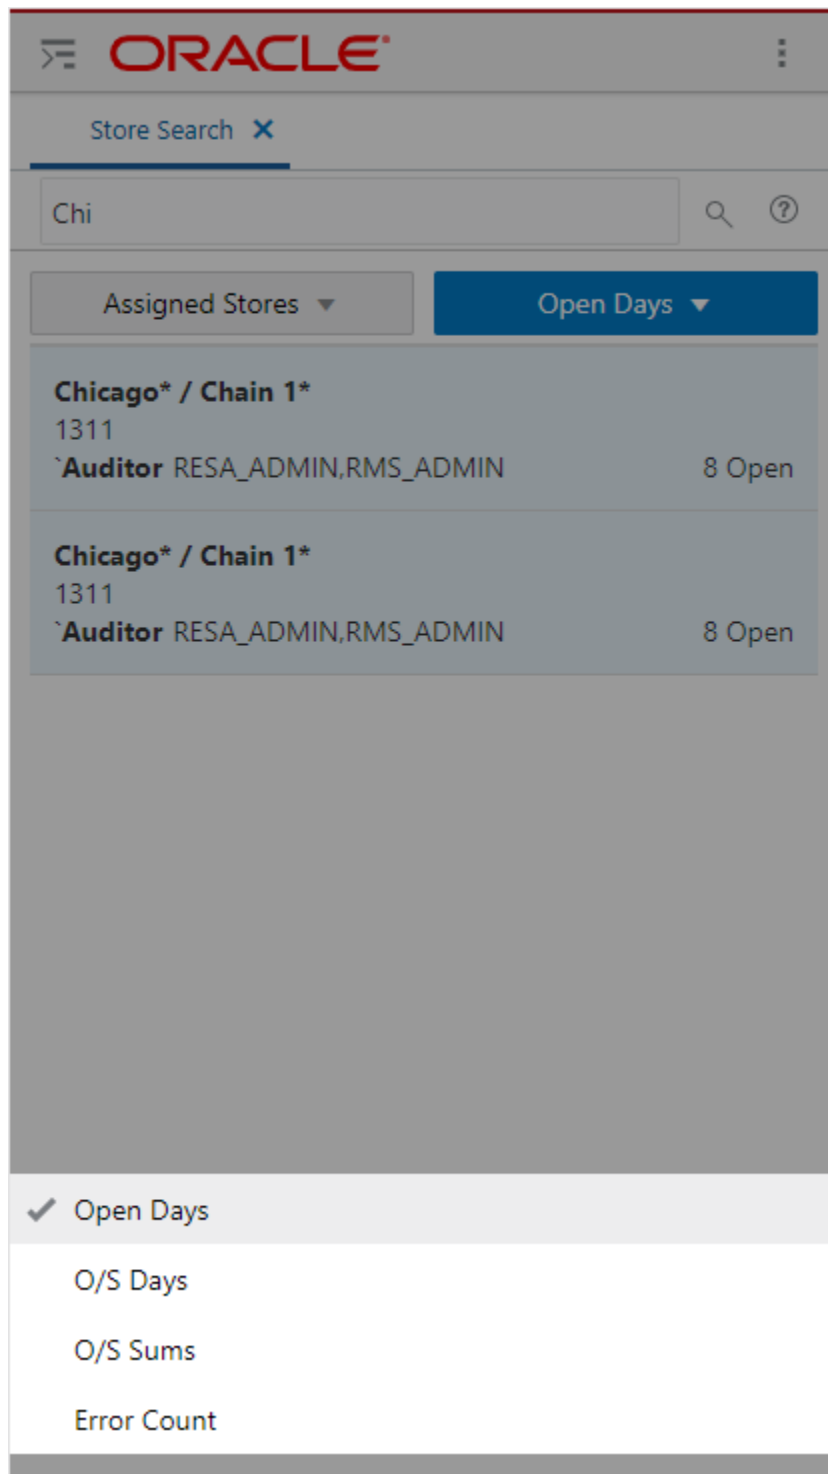 ORACLE
Store Search
Chi
Assigned Stores Open Days
Chicago* / Chain 1*
1311
`Auditor RESA_ADMIN,RMS_ADMIN 8 Open
Chicago* / Chain 1*
1311
`Auditor RESA_ADMIN,RMS_ADMIN 8 Open
Open Days
O/S Days
O/S Sums
Error Count